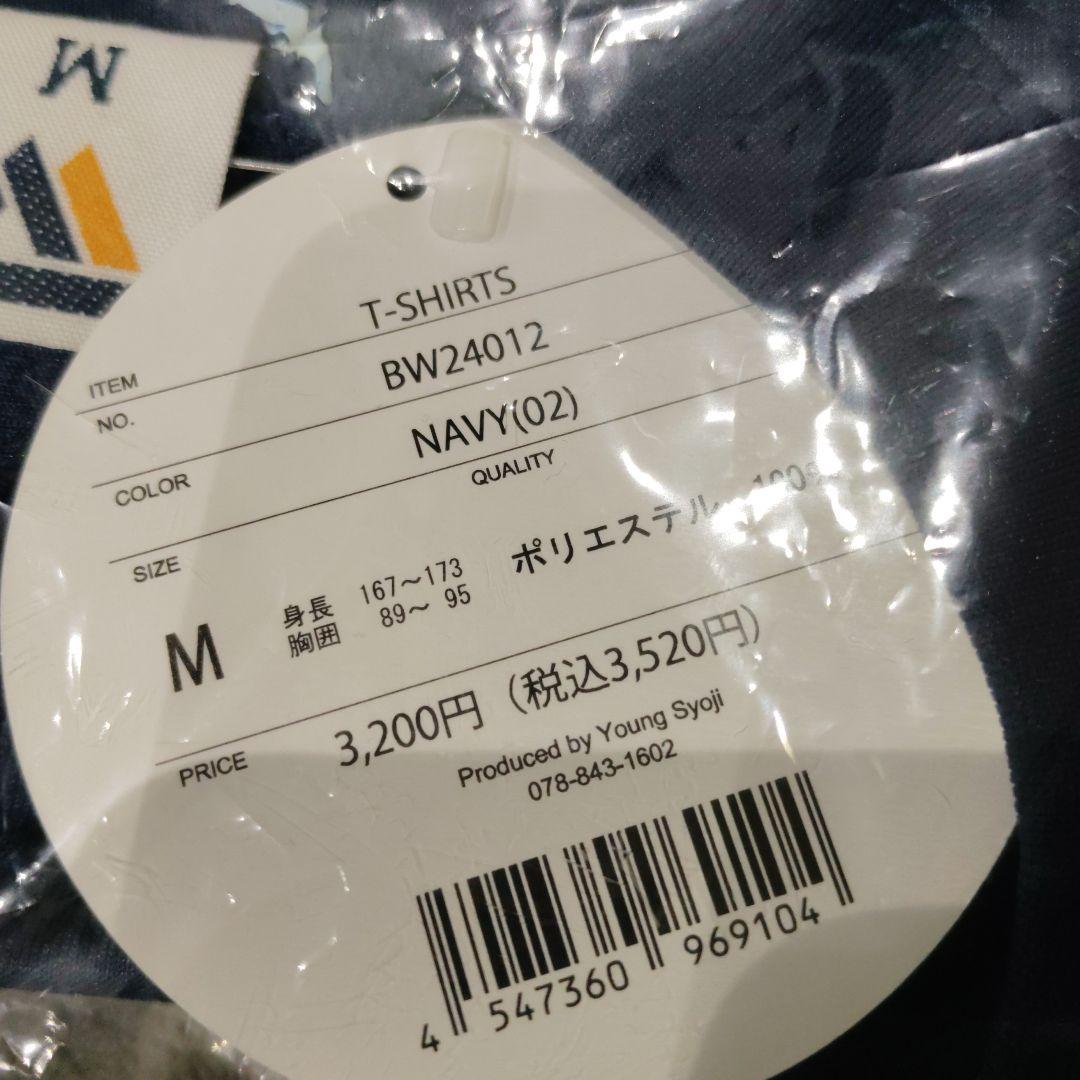 M
T-SHIRTS
ITEM
BW24012
NO.
NAVY(02)
COLOR
QUALITY
SIZE
M
身長 167〜173
胸囲 89〜 95
ポリエステル 100%
3,200円（税込3,520円）
PRICE
Produced by Young Syoji
078-843-1602
4 547360 969104